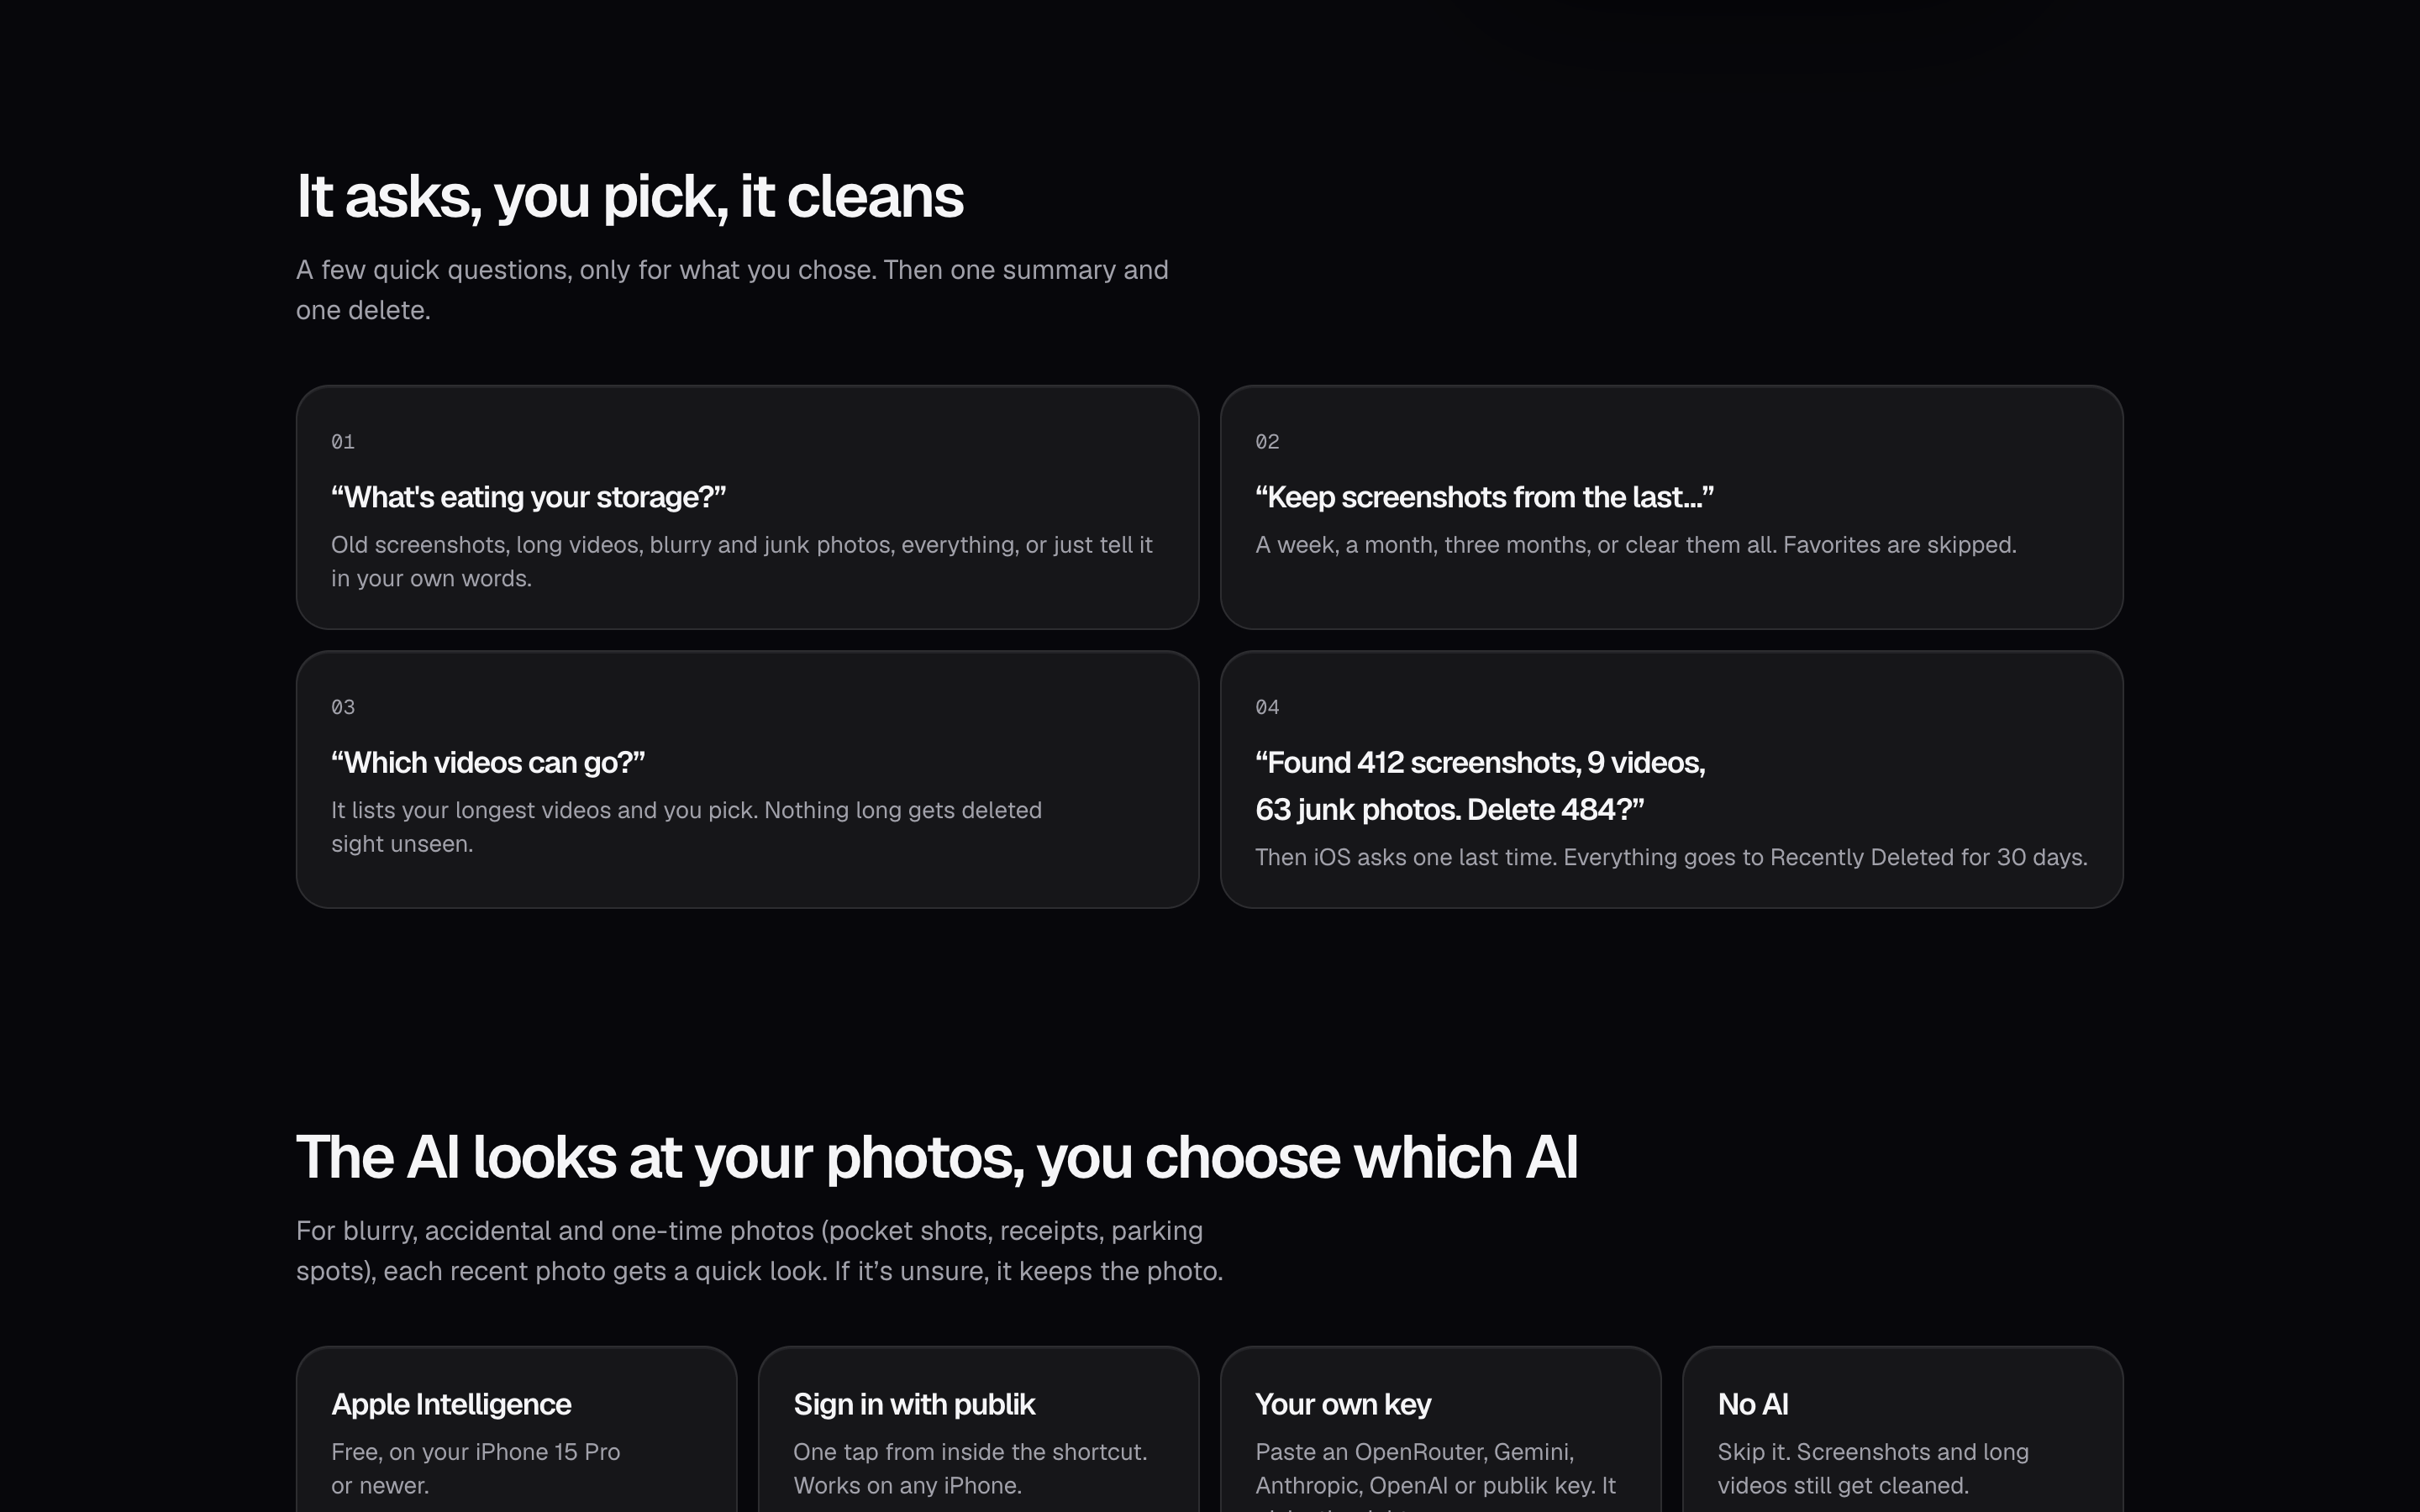 It asks, you pick, it cleans
A few quick questions, only for what you chose. Then one summary and
one delete.
01
“What's eating your storage?”
Old screenshots, long videos, blurry and junk photos, everything, or just tell it
in your own words.
02
“Keep screenshots from the last...”
A week, a month, three months, or clear them all. Favorites are skipped.
03
“Which videos can go?”
It lists your longest videos and you pick. Nothing long gets deleted
sight unseen.
04
“Found 412 screenshots, 9 videos,
63 junk photos. Delete 484?”
Then iOS asks one last time. Everything goes to Recently Deleted for 30 days.
The AI looks at your photos, you choose which AI
For blurry, accidental and one-time photos (pocket shots, receipts, parking
spots), each recent photo gets a quick look. If it’s unsure, it keeps the photo.
Apple Intelligence
Free, on your iPhone 15 Pro
or newer.
Sign in with publik
One tap from inside the shortcut.
Works on any iPhone.
Your own key
Paste an OpenRouter, Gemini,
Anthropic, OpenAI or publik key. It
No AI
Skip it. Screenshots and long
videos still get cleaned.